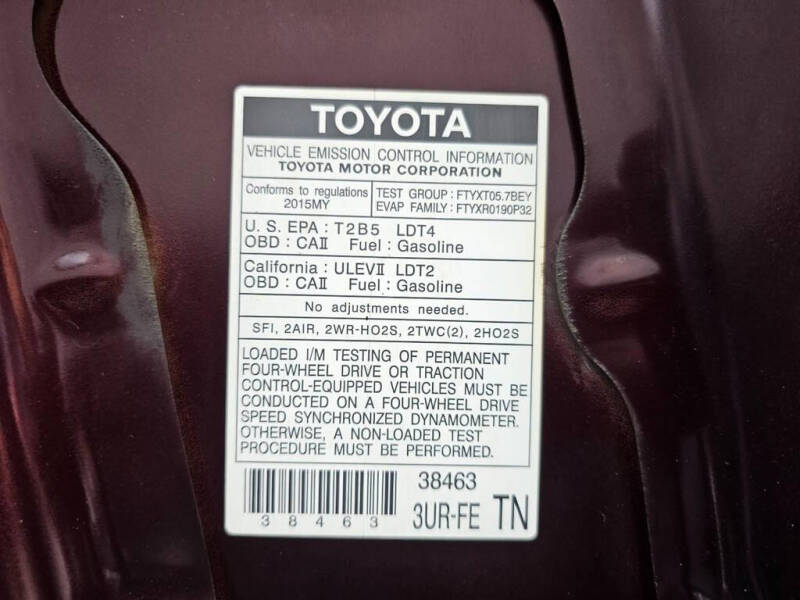 TOYOTA
VEHICLE EMISSION CONTROL INFORMATION
TOYOTA MOTOR CORPORATION
Conforms to regulations
2015MY
TEST GROUP : FTYXT05.7BEY
EVAP FAMILY : FTYXR0190P32
U. S. EPA : T2B5 LDT4
OBD : CAⅡ Fuel : Gasoline
California : ULEVⅡ LDT2
OBD : CAⅡ Fuel : Gasoline
No adjustments needed.
SFI, 2AIR, 2WR-HO2S, 2TWC(2), 2HO2S
LOADED I/M TESTING OF PERMANENT
FOUR-WHEEL DRIVE OR TRACTION
CONTROL-EQUIPPED VEHICLES MUST BE
CONDUCTED ON A FOUR-WHEEL DRIVE
SPEED SYNCHRONIZED DYNAMOMETER.
OTHERWISE, A NON-LOADED TEST
PROCEDURE MUST BE PERFORMED.
38463
38463
3UR-FE TN